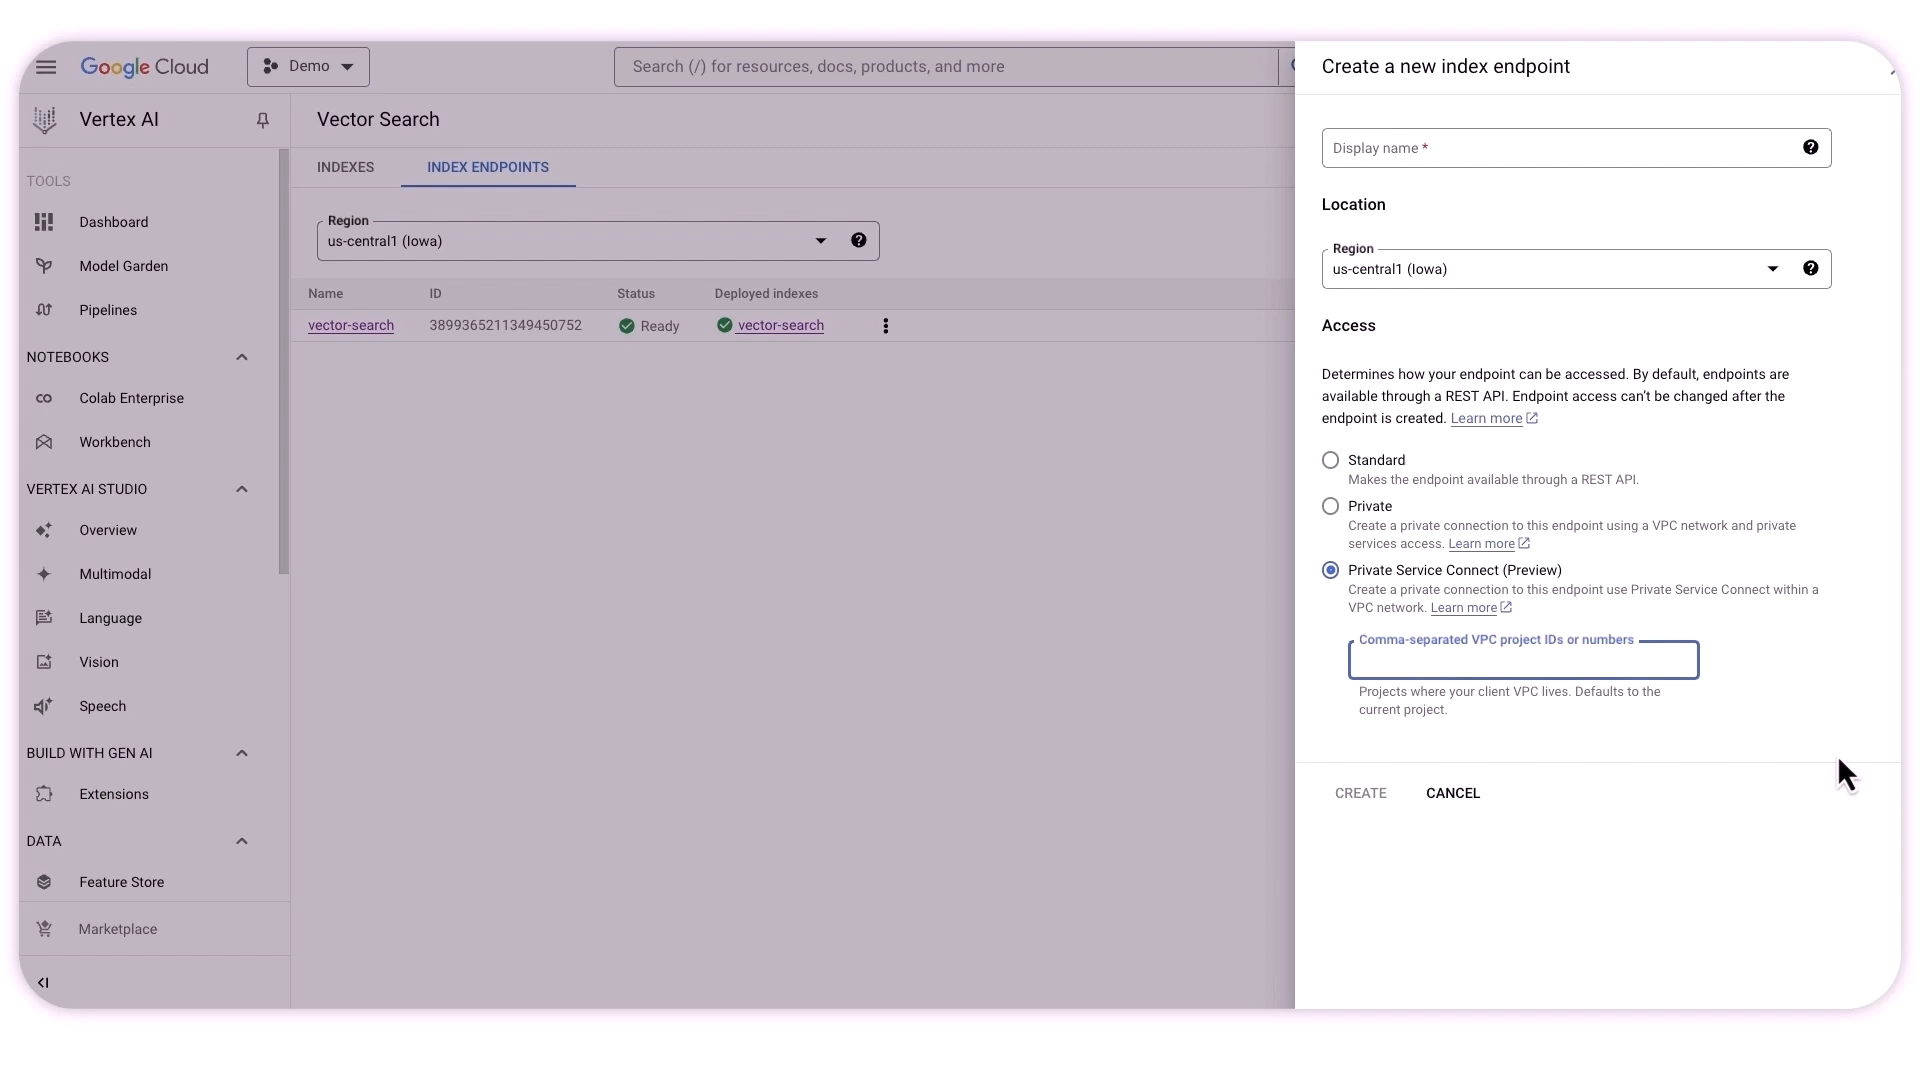 Google Cloud
Demo
Search (/) for resources, docs, products, and more
Vertex AI
TOOLS
Dashboard
Model Garden
Pipelines
NOTEBOOKS
Colab Enterprise
Workbench
VERTEX AI STUDIO
Overview
Multimodal
Language
Vision
Speech
BUILD WITH GEN AI
Extensions
DATA
Feature Store
Marketplace
Vector Search
INDEXES
INDEX ENDPOINTS
Region
us-central1 (Iowa)
Name ID Status Deployed indexes
vector-search 3899365211349450752 Ready vector-search
Create a new index endpoint
Display name *
Location
Region
us-central1 (Iowa)
Access
Determines how your endpoint can be accessed. By default, endpoints are
available through a REST API. Endpoint access can't be changed after the
endpoint is created. Learn more
Standard
Makes the endpoint available through a REST API.
Private
Create a private connection to this endpoint using a VPC network and private
services access. Learn more
Private Service Connect (Preview)
Create a private connection to this endpoint use Private Service Connect within a
VPC network. Learn more
Comma-separated VPC project IDs or numbers
Projects where your client VPC lives. Defaults to the
current project.
CREATE
CANCEL